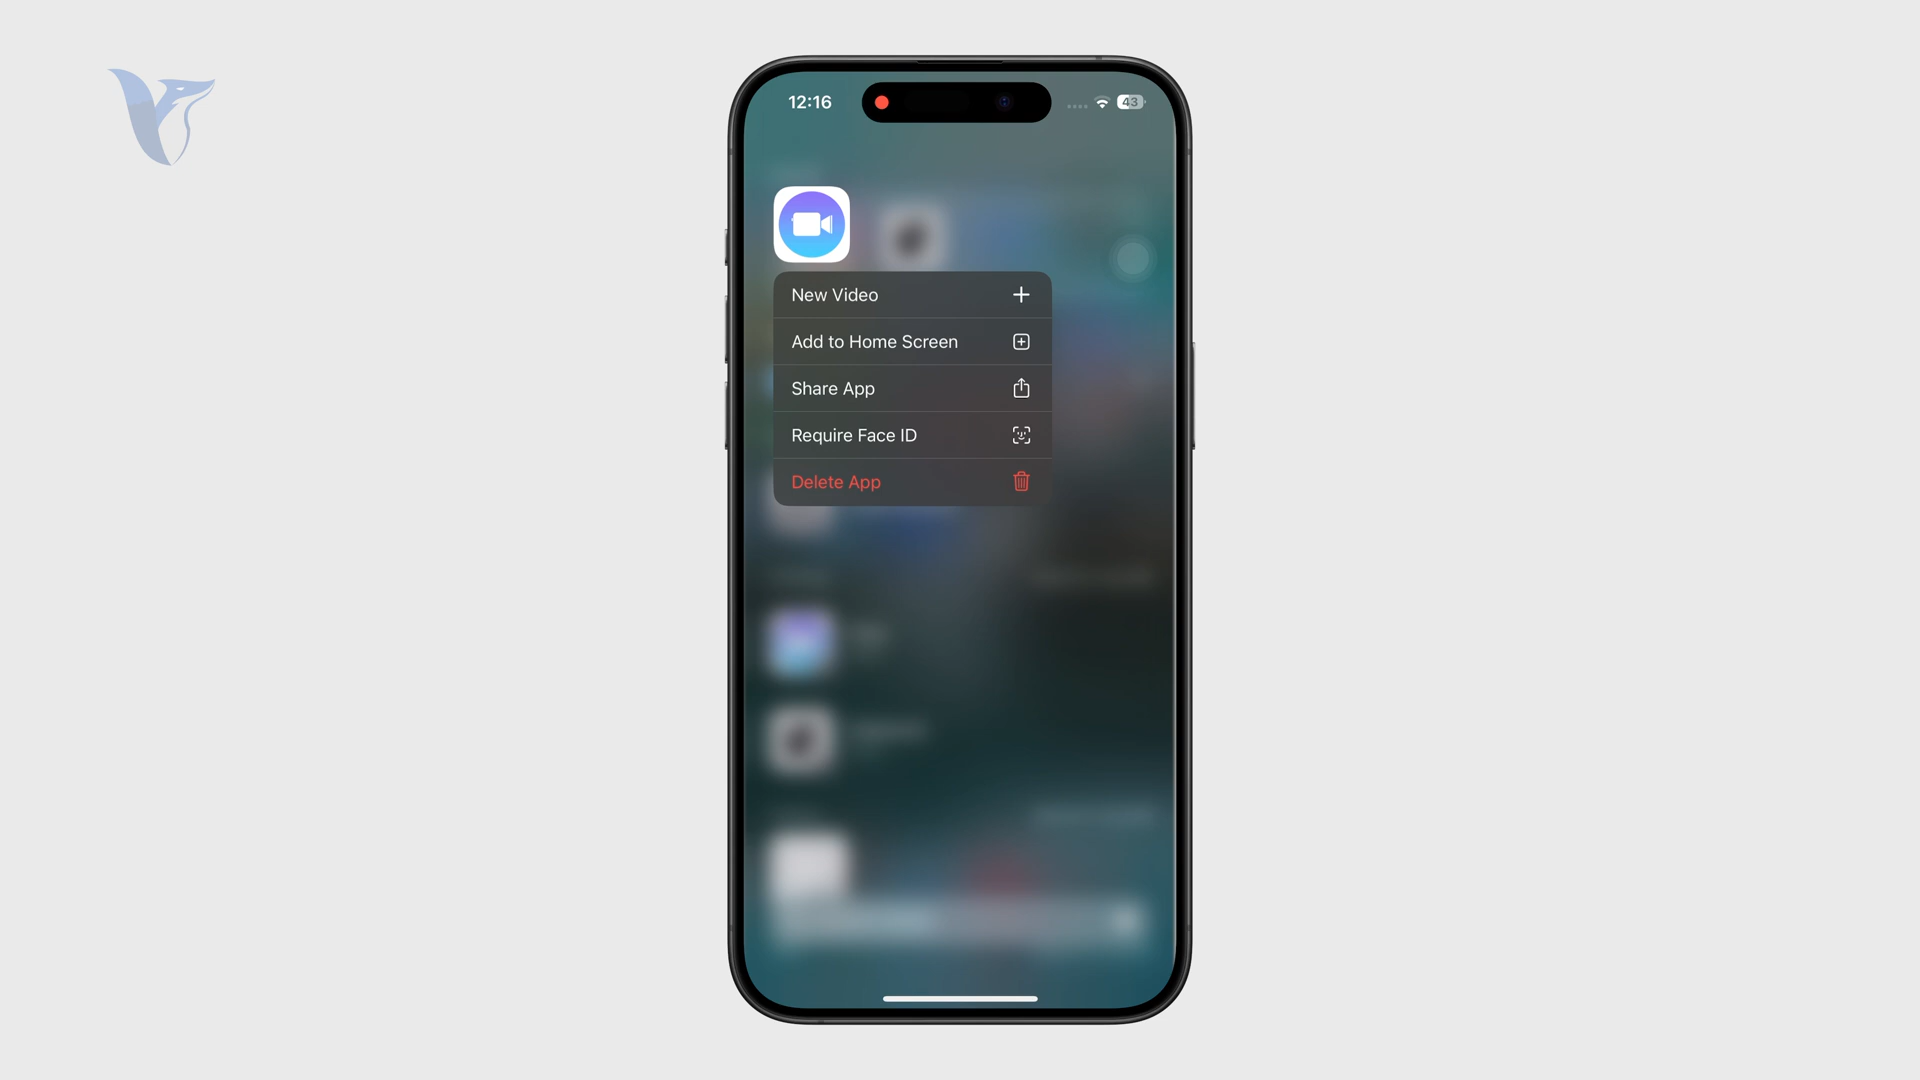 12:16
43
New Video
Add to Home Screen
Share App
Require Face ID
Delete App